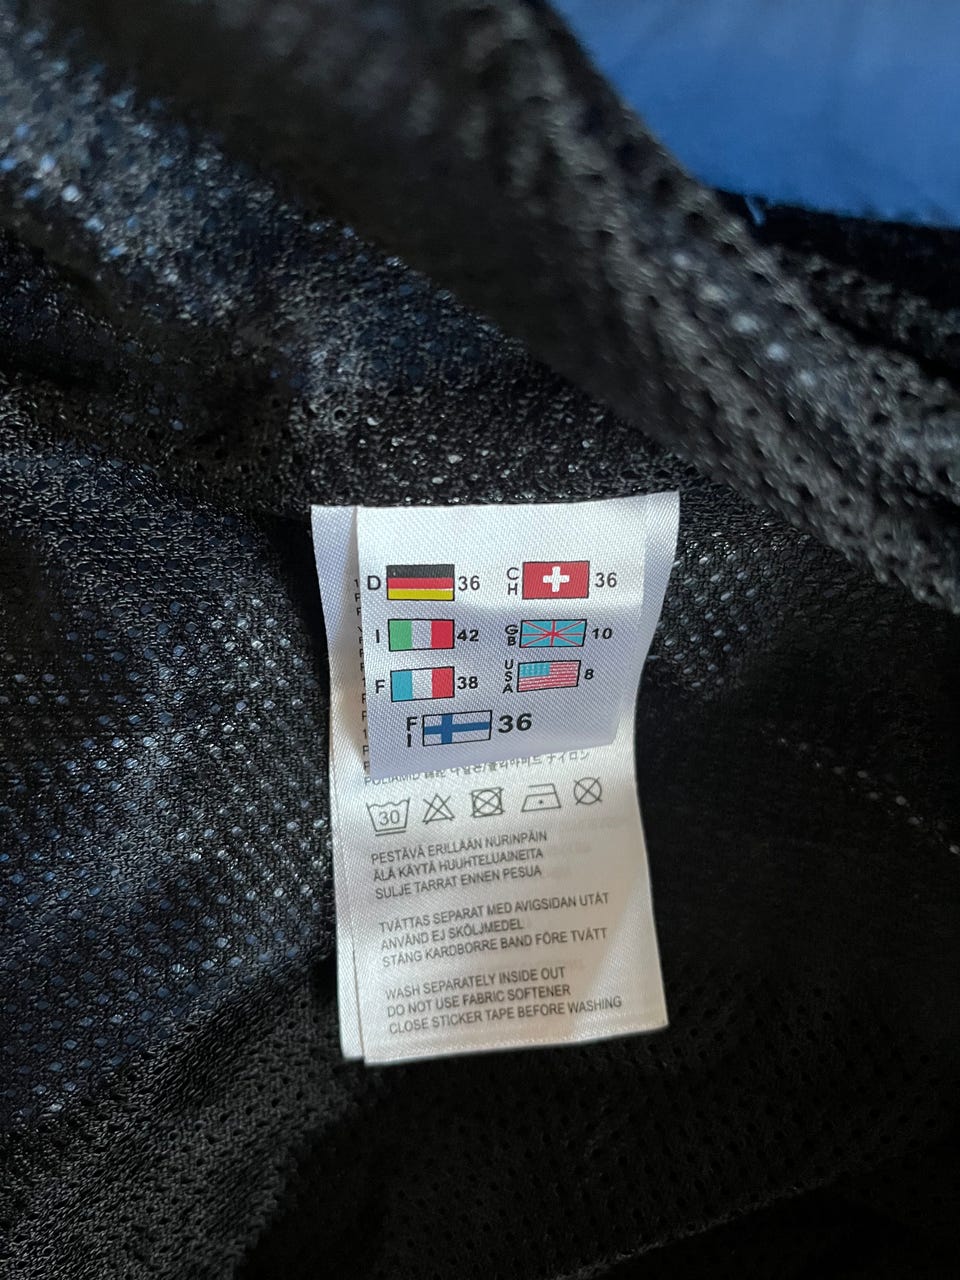 D 36 CH 36
I 42 GB 10
F 38 USA 8
FI 36
30
PESTÄVÄ ERILLÄÄN NURINPÄIN
ÄLÄ KÄYTÄ HUUHTELUAINEITA
SULJE TARRAT ENNEN PESUA
TVÄTTAS SEPARAT MED AVIGSIDAN UTÅT
ANVÄND EJ SKÖLJMEDEL
STÄNG KARDBORRE BAND FÖRE TVÄTT
WASH SEPARATELY INSIDE OUT
DO NOT USE FABRIC SOFTENER
CLOSE STICKER TAPE BEFORE WASHING